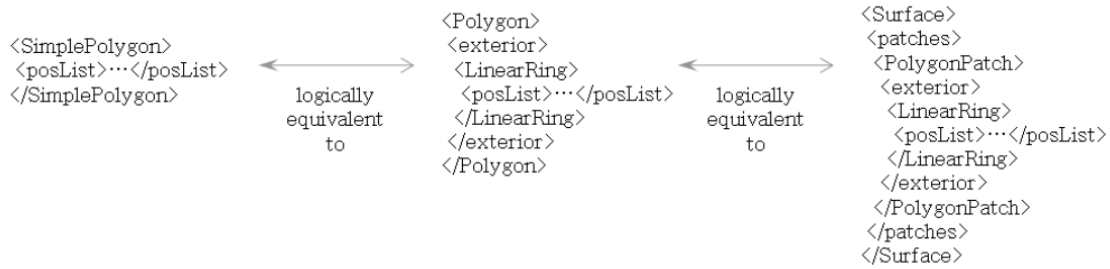 <SimplePolygon>
<posList>⋯</posList>
</SimplePolygon>
logically
equivalent
to
<Polygon>
<exterior>
<LinearRing>
<posList>⋯</posList>
</LinearRing>
</exterior>
</Polygon>
logically
equivalent
to
<Surface>
<patches>
<PolygonPatch>
<exterior>
<LinearRing>
<posList>⋯</posList>
</LinearRing>
</exterior>
</PolygonPatch>
</patches>
</Surface>